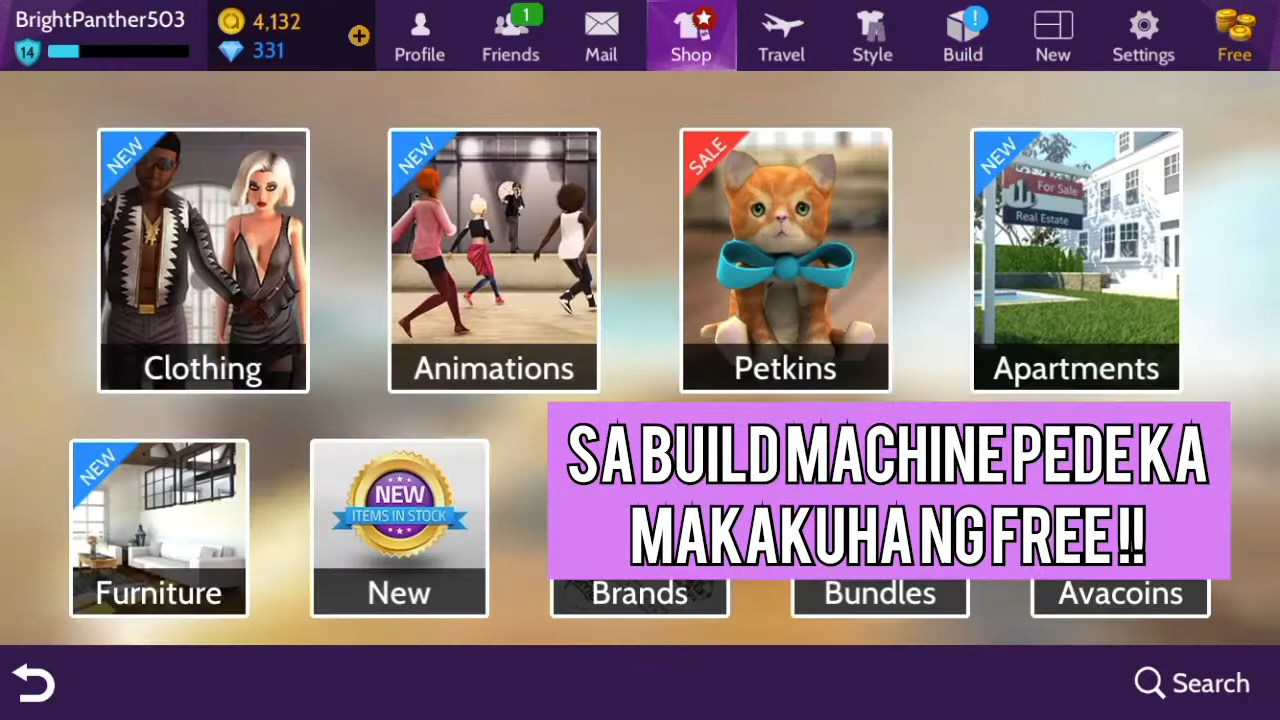 BrightPanther503
14
4,132
331
Profile
1
Friends
Mail
Shop
Travel
Style
!
Build
New
Settings
Free
NEW
Clothing
NEW
Animations
SALE
Petkins
NEW
For Sale
Real Estate
Apartments
NEW
Furniture
NEW
ITEMS IN STOCK
New
SA BUILD MACHINE PEDE KA
MAKAKUHA NG FREE !!
Brands
Bundles
Avacoins
Search